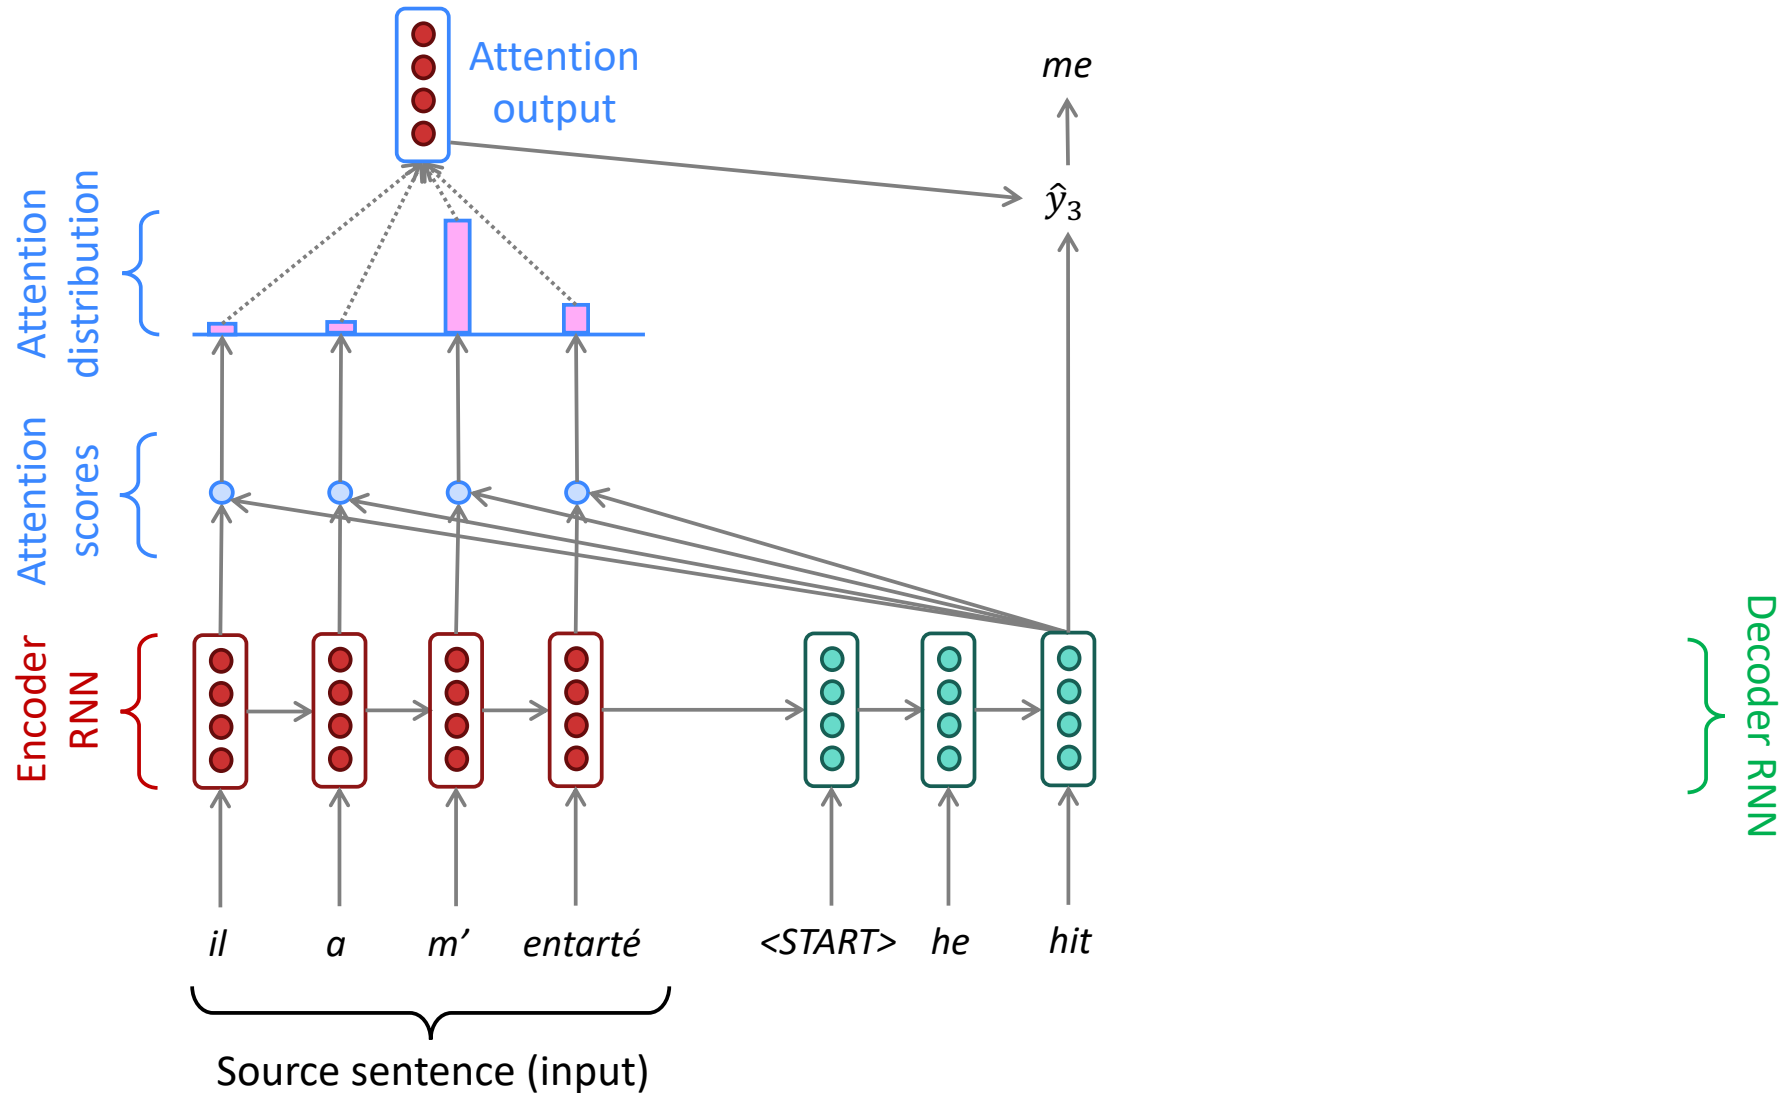 Attention
output
me
Attention
distribution
ŷ₃
Attention
scores
Encoder
RNN
Decoder RNN
il a m’ entarté <START> he hit
Source sentence (input)